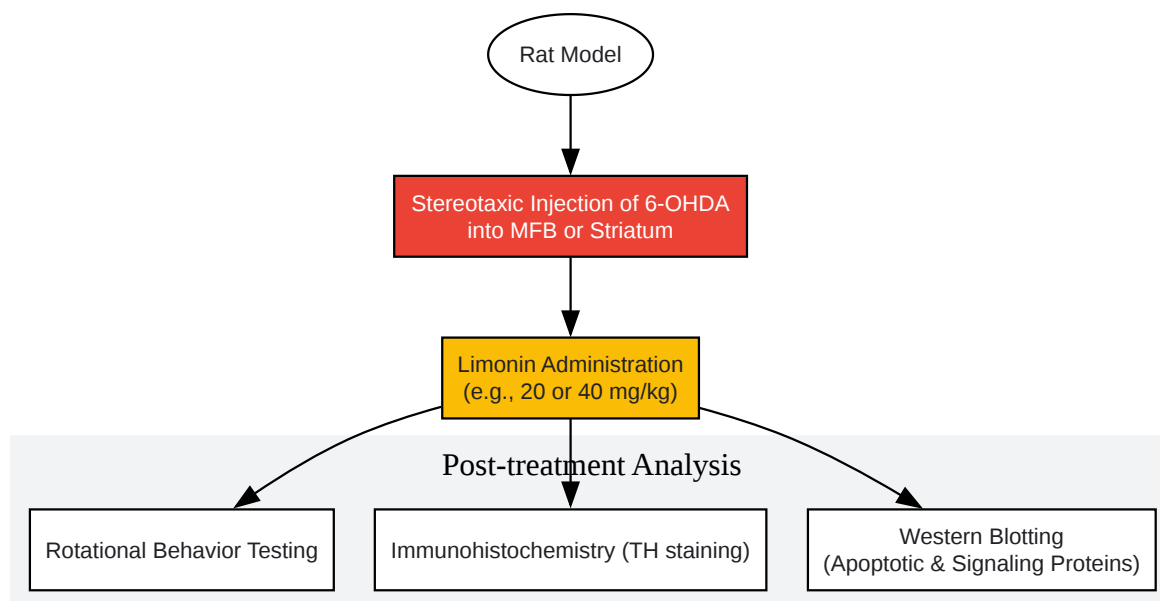 Rat Model
Stereotaxic Injection of 6-OHDA
into MFB or Striatum
Limonin Administration
(e.g., 20 or 40 mg/kg)
Post-treatment Analysis
Rotational Behavior Testing
Immunohistochemistry (TH staining)
Western Blotting
(Apoptotic & Signaling Proteins)